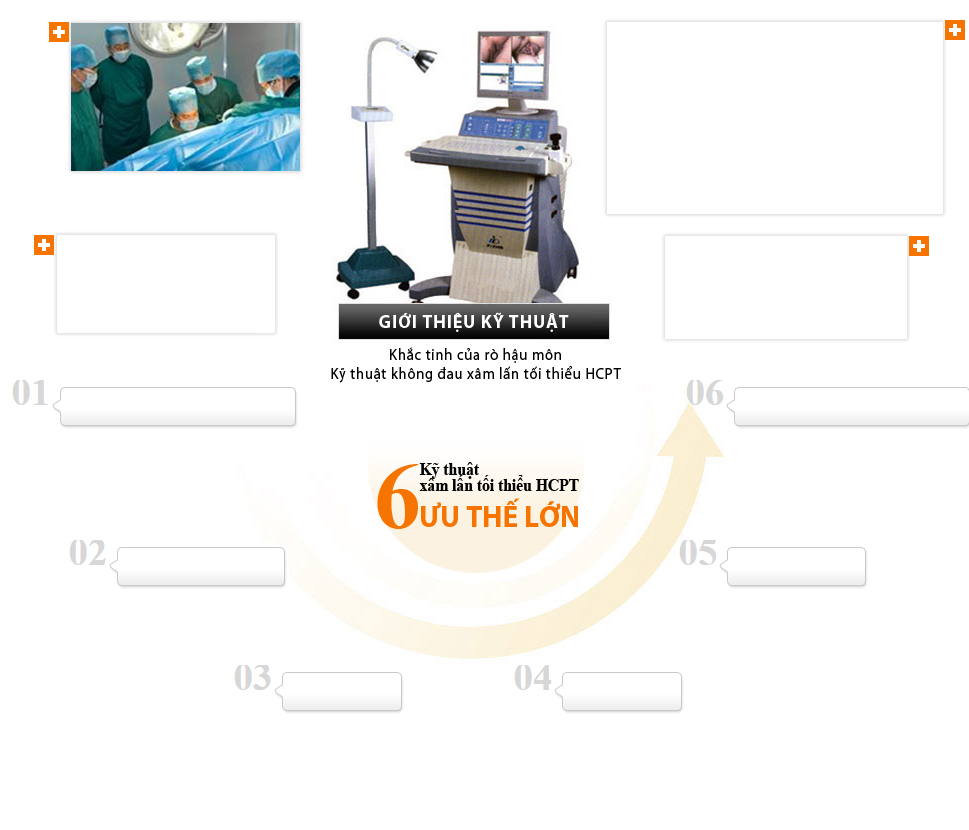 GIỚI THIỆU KỸ THUẬT
Khắc tinh của rò hậu môn
Kỹ thuật không đau xâm lấn tối thiểu HCPT
01
06
6
Kỹ thuật
xâm lấn tối thiểu HCPT
ƯU THẾ LỚN
02
05
03
04